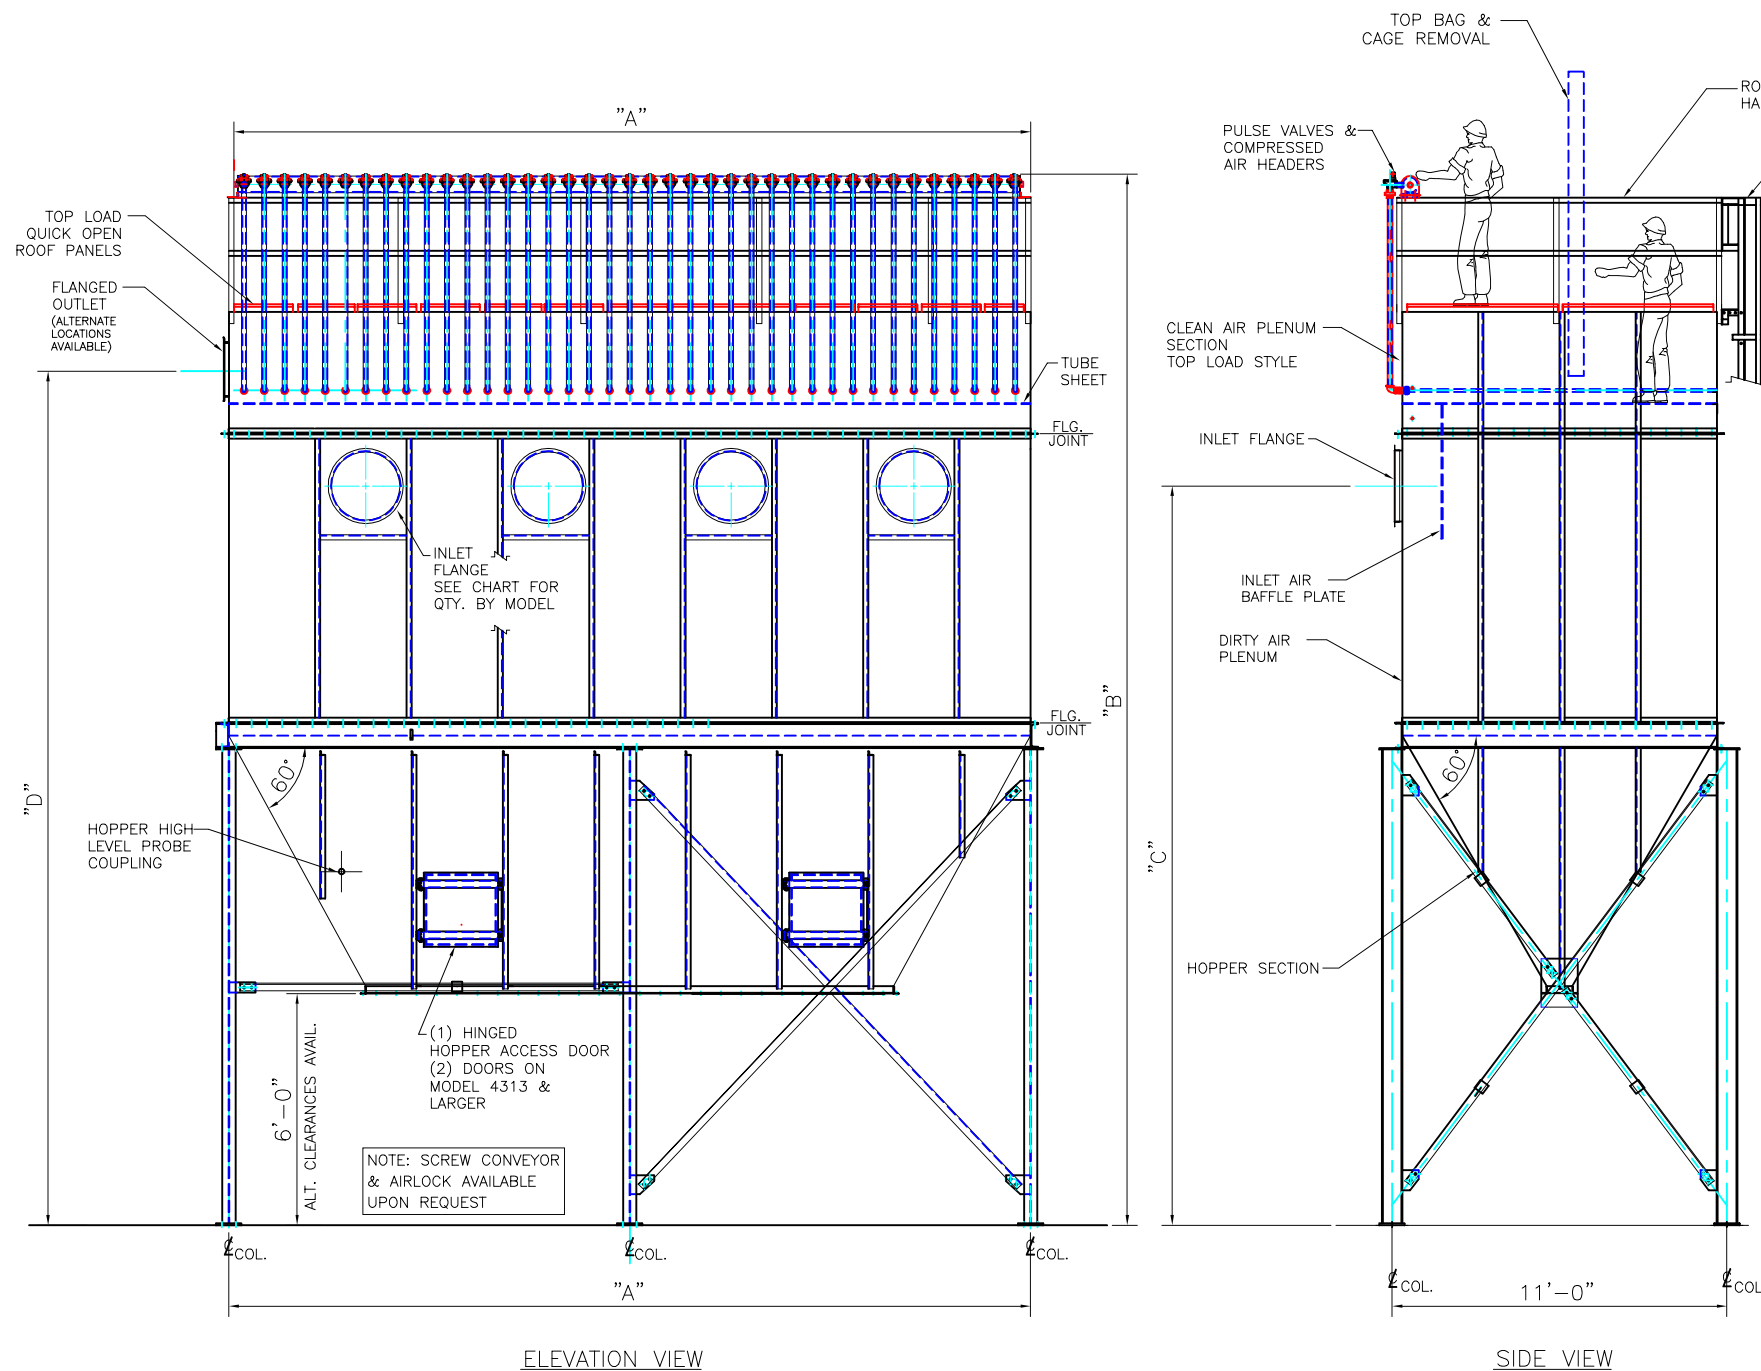 TOP BAG &
CAGE REMOVAL
RO
HA
"A"
PULSE VALVES &
COMPRESSED
AIR HEADERS
TOP LOAD
QUICK OPEN
ROOF PANELS
FLANGED
OUTLET
(ALTERNATE
LOCATIONS
AVAILABLE)
TUBE
SHEET
CLEAN AIR PLENUM
SECTION
TOP LOAD STYLE
FLG.
JOINT
INLET FLANGE
INLET
FLANGE
SEE CHART FOR
QTY. BY MODEL
INLET AIR
BAFFLE PLATE
DIRTY AIR
PLENUM
"B"
FLG.
JOINT
60°
60°
"D"
HOPPER HIGH
LEVEL PROBE
COUPLING
"C"
HOPPER SECTION
(1) HINGED
HOPPER ACCESS DOOR
(2) DOORS ON
MODEL 4313 &
LARGER
6'-0"
ALT. CLEARANCES AVAIL.
NOTE: SCREW CONVEYOR
& AIRLOCK AVAILABLE
UPON REQUEST
℄ COL.
℄ COL.
℄ COL.
℄ COL.
℄ COL
"A"
11'-0"
ELEVATION VIEW
SIDE VIEW